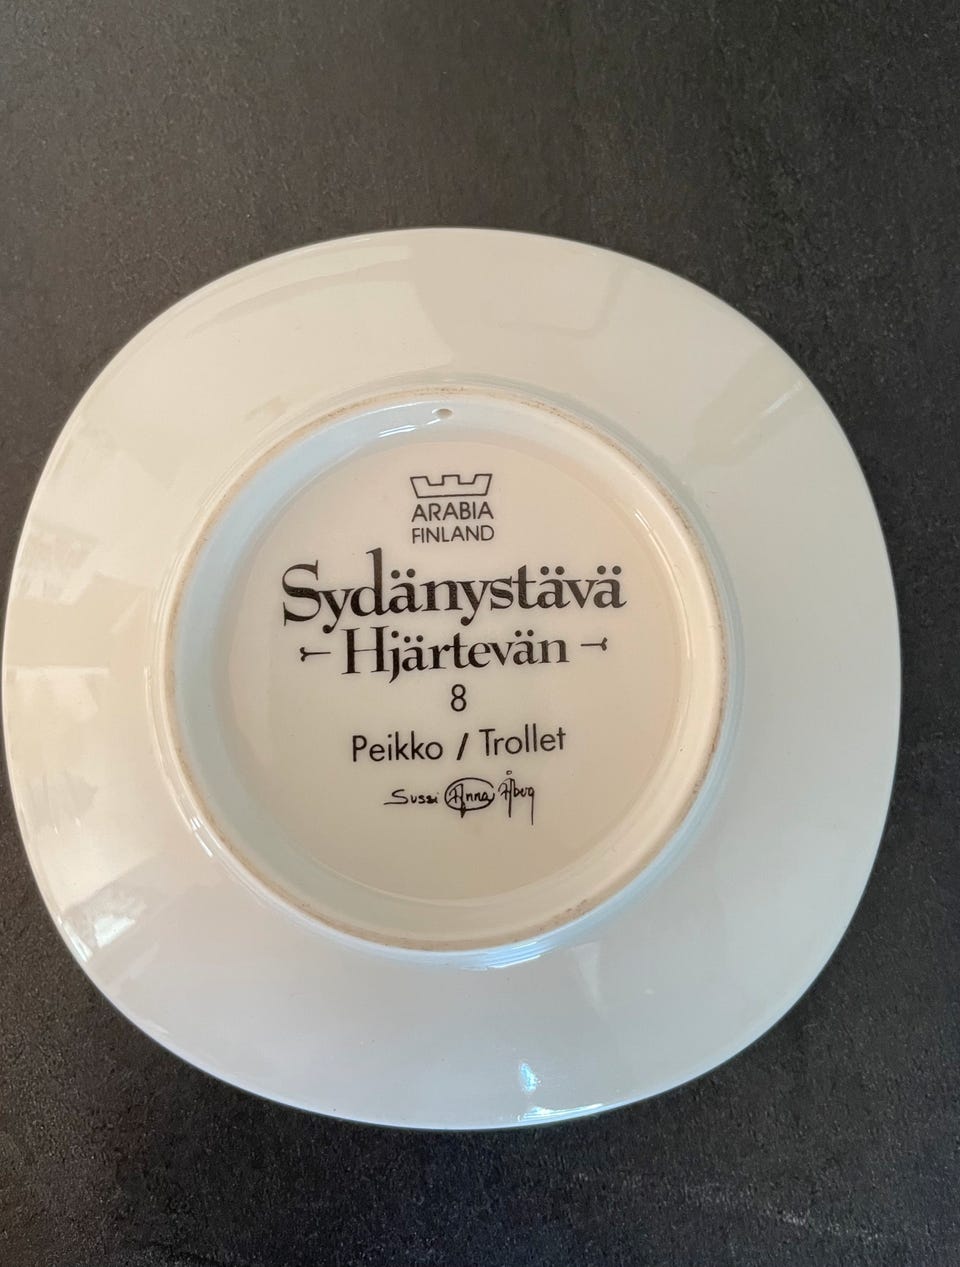 ARABIA
FINLAND
Sydänystävä
Hjärtevän
8
Peikko / Trollet
Sussi Anna Åberg